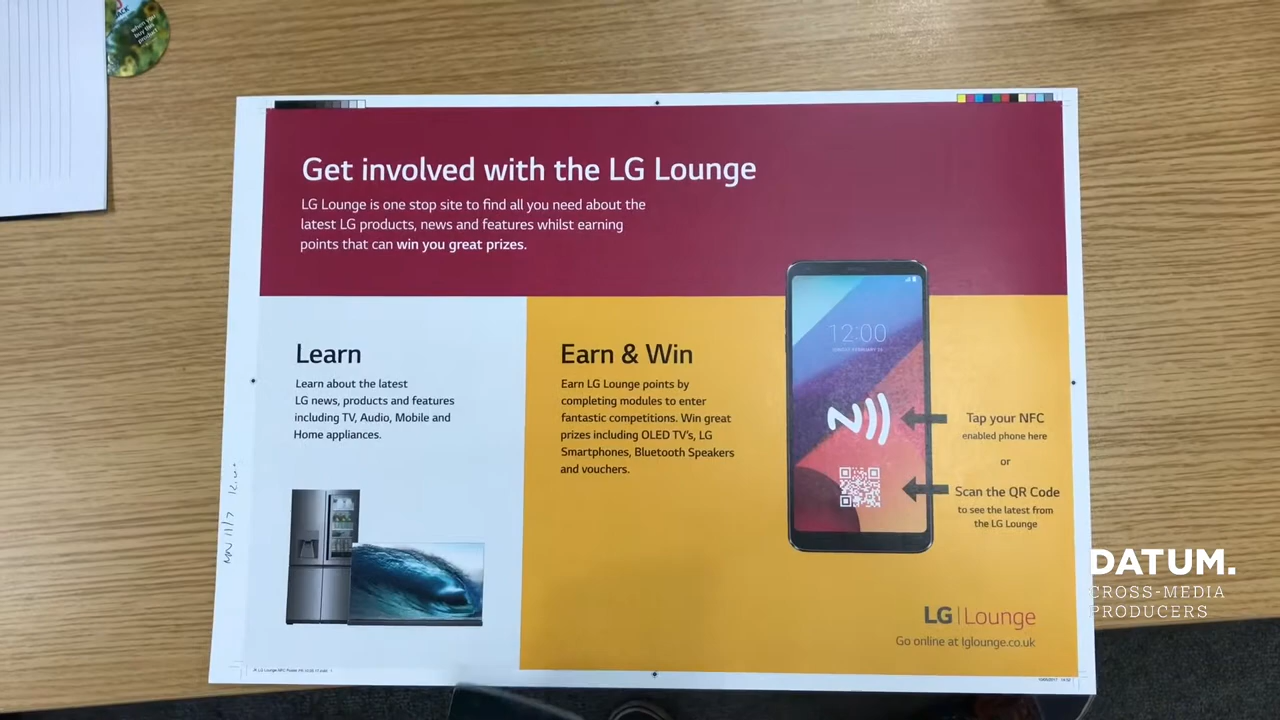 when they
buy this
product
Get involved with the LG Lounge
LG Lounge is one stop site to find all you need about the
latest LG products, news and features whilst earning
points that can win you great prizes.
12:00
Learn
Learn about the latest
LG news, products and features
including TV, Audio, Mobile and
Home appliances.
Earn & Win
Earn LG Lounge points by
completing modules to enter
fantastic competitions. Win great
prizes including OLED TV's, LG
Smartphones, Bluetooth Speakers
and vouchers.
Tap your NFC
enabled phone here
or
Scan the QR Code
to see the latest from
the LG Lounge
LG | Lounge
Go online at lglounge.co.uk
DATUM.
CROSS-MEDIA
PRODUCERS